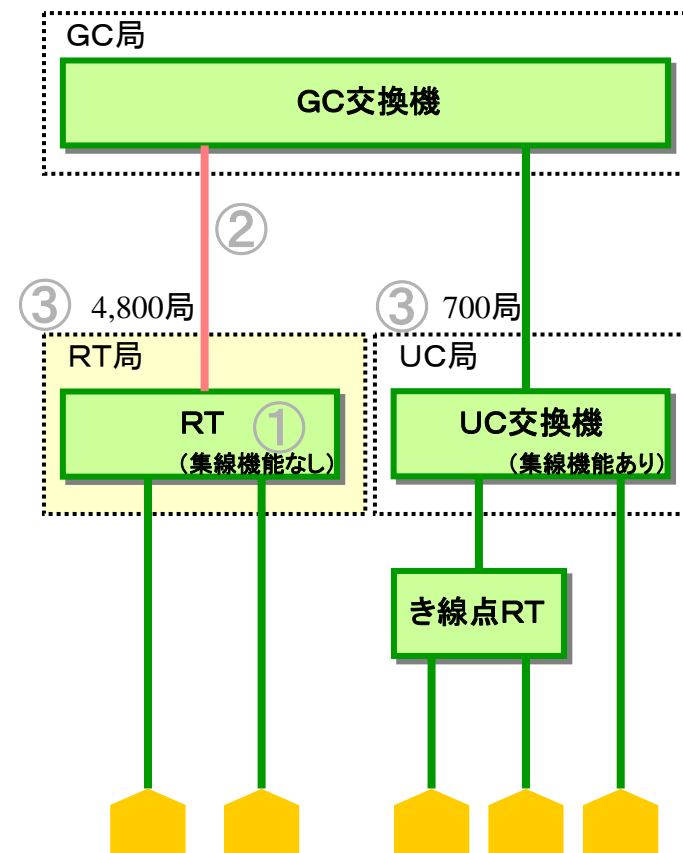 GC局
GC交換機
②
③ 4,800局
③ 700局
RT局
UC局
RT ①
（集線機能なし）
UC交換機
（集線機能あり）
き線点RT